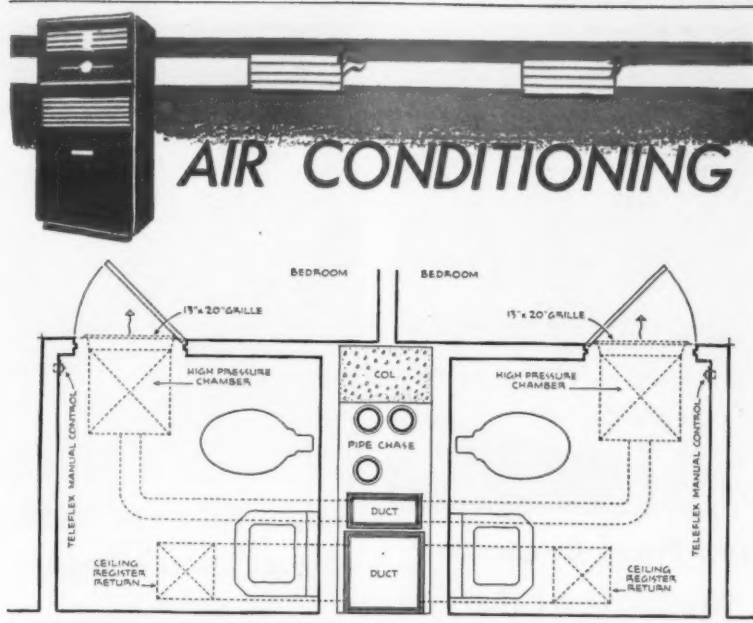 AIR CONDITIONING
BEDROOM
BEDROOM
13"x 20" GRILLE
13"x 20" GRILLE
HIGH PRESSURE
CHAMBER
COL
HIGH PRESSURE
CHAMBER
TELEFLEX MANUAL CONTROL
PIPE CHASE
TELEFLEX MANUAL CONTROL
DUCT
CEILING
REGISTER
RETURN
DUCT
CEILING
REGISTER
RETURN